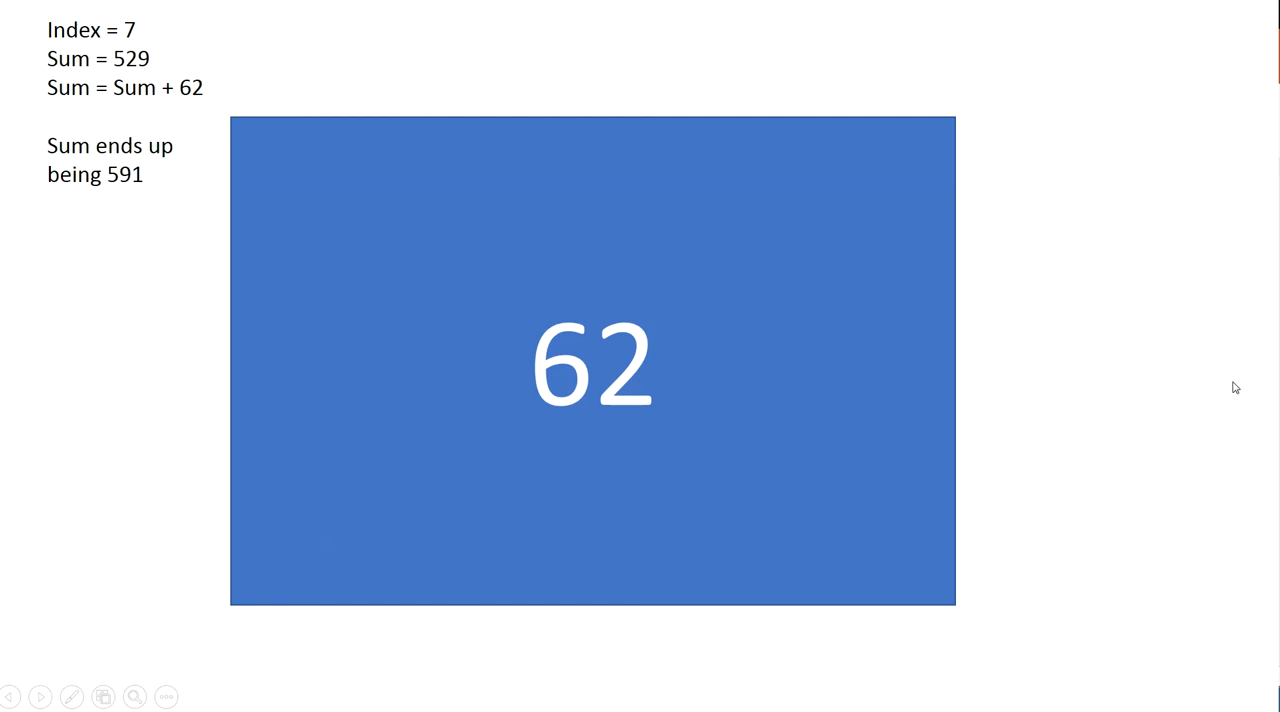 Index = 7
Sum = 529
Sum = Sum + 62
Sum ends up
being 591
62